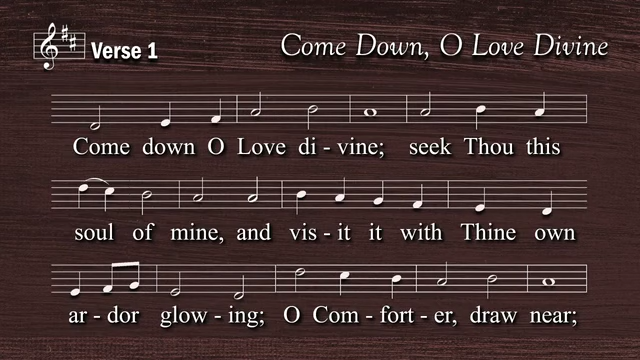 Verse 1
Come Down, O Love Divine
Come down O Love di - vine; seek Thou this
soul of mine, and vis - it it with Thine own
ar - dor glow - ing; O Com - fort - er, draw near;